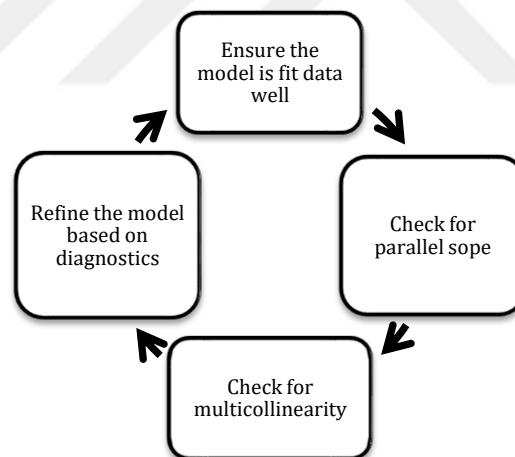 Ensure the
model is fit data
well
Check for
parallel sope
Check for
multicollinearity
Refine the model
based on
diagnostics